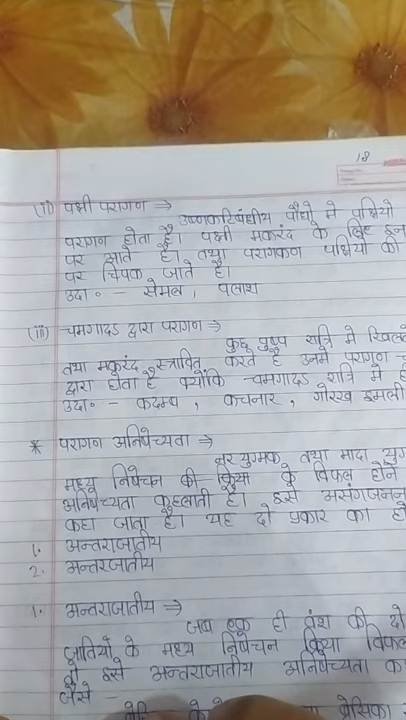 18
(ii) पक्षी परागण ⇒
उष्णकटिबंधीय पौधों मे पक्षियो
परागण होता है। पक्षी मकरंद के लिए इन
पर आते है। तथा परागकण पक्षियों की
पर चिपक जाते है।
उदा० - सेमल, पलाश
(iii) चमगादड द्वारा परागण ⇒
कुछ पुष्प रात्रि मे खिलते
तथा मकरंद स्त्रावित करते है उनमे परागण
द्वारा होता है क्योंकि चमगादड रात्रि मे
उदा० - कदम्ब, कचनार, गोरख इमली
* परागण अनिषेच्यता ⇒
नर युग्मक तथा मादा युग
मध्य निषेचन की क्रिया के विफल होने
अनिषेच्यता कहलाती है। इसे असंगजनन
कहा जाता है। यह दो प्रकार का हो
1. अन्तराजातीय
2. अन्तरजातीय
1. अन्तराजातीय ⇒
जब एक ही वंश की दो
जातियों के मध्य निषेचन क्रिया विफल
हो इसे अन्तराजातीय अनिषेच्यता क
जैसे -